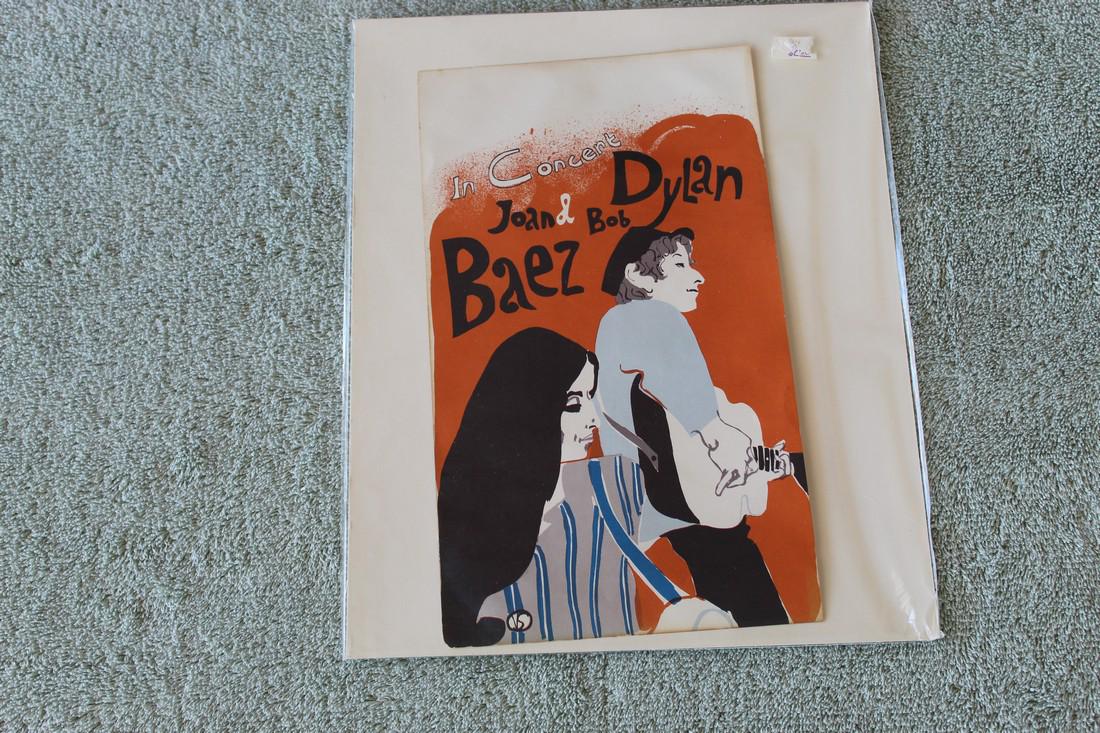 In Concert
Joan & Bob Dylan
Baez